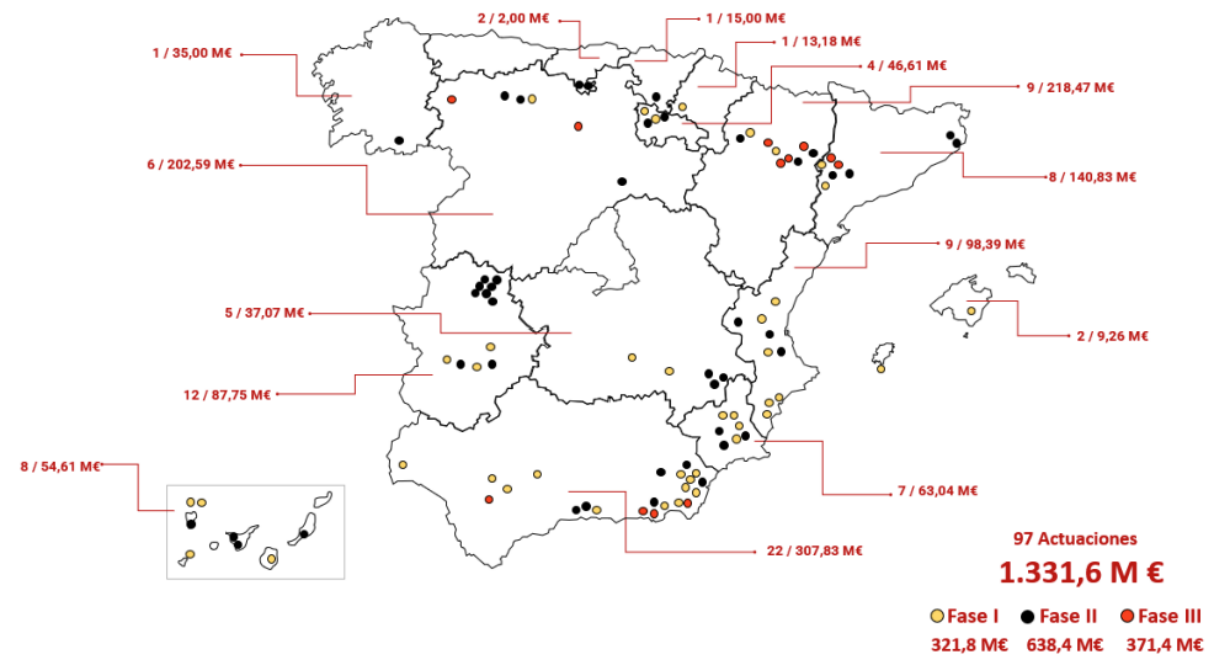 2 / 2,00 M€
1 / 15,00 M€
1 / 13,18 M€
1 / 35,00 M€
4 / 46,61 M€
9 / 218,47 M€
6 / 202,59 M€
8 / 140,83 M€
9 / 98,39 M€
5 / 37,07 M€
2 / 9,26 M€
12 / 87,75 M€
8 / 54,61 M€
7 / 63,04 M€
22 / 307,83 M€
97 Actuaciones
1.331,6 M €
Fase I Fase II Fase III
321,8 M€ 638,4 M€ 371,4 M€